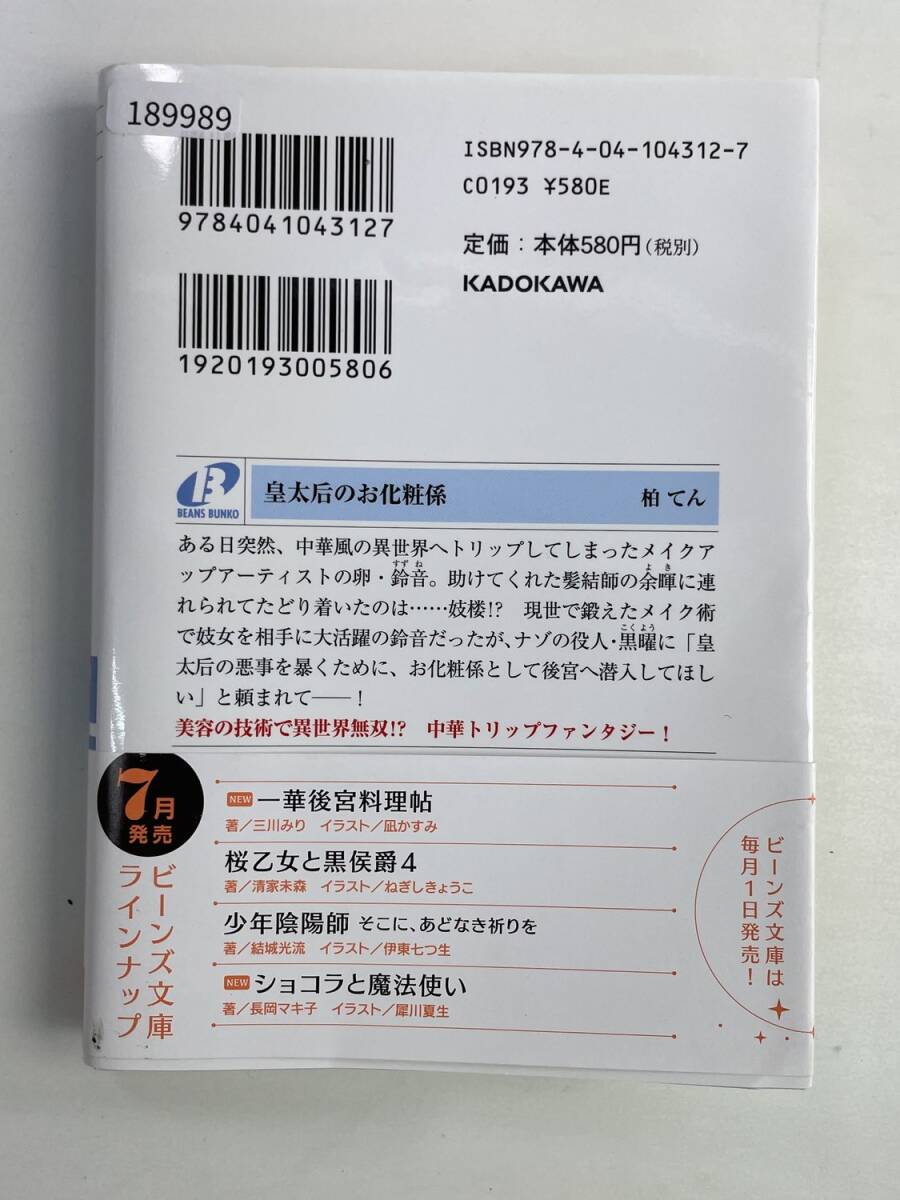 189989
9784041043127
1920193005806
ISBN978-4-04-104312-7
C0193 ¥580E
定価：本体580円（税別）
KADOKAWA
B
BEANS BUNKO
皇太后のお化粧係
柏 てん
ある日突然、中華風の異世界へトリップしてしまったメイクア
ップアーティストの卵・鈴音。助けてくれた髪結師の余暉に連
すずね
よき
れられてたどり着いたのは……妓楼!?　現世で鍛えたメイク術
で妓女を相手に大活躍の鈴音だったが、ナゾの役人・黒曜に「皇
こくよう
太后の悪事を暴くために、お化粧係として後宮へ潜入してほし
い」と頼まれて――！
美容の技術で異世界無双!?　中華トリップファンタジー！
7月
発売
ビーンズ文庫
ラインナップ
NEW 一華後宮料理帖
著／三川みり　イラスト／凪かすみ
桜乙女と黒侯爵4
著／清家未森　イラスト／ねぎしきょうこ
少年陰陽師 そこに、あどなき祈りを
著／結城光流　イラスト／伊東七つ生
NEW ショコラと魔法使い
著／長岡マキ子　イラスト／犀川夏生
ビーンズ文庫は
毎月1日発売！